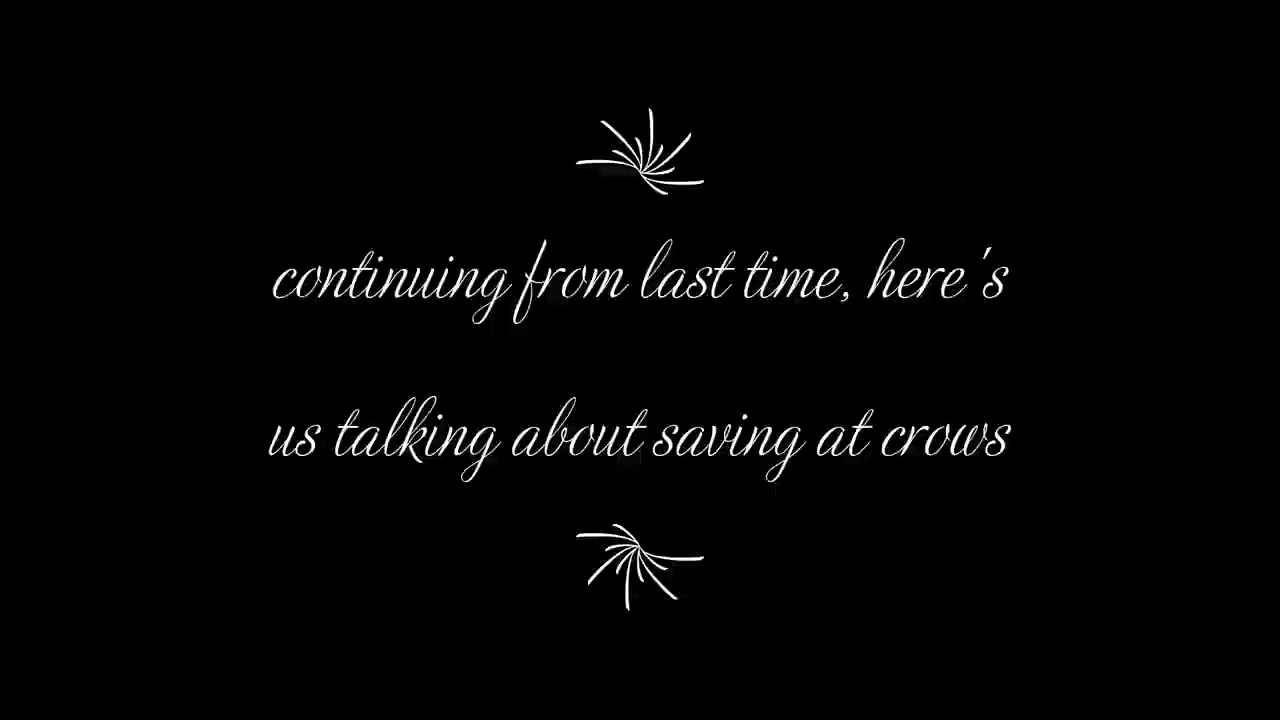 continuing from last time, here's
us talking about saving at crows